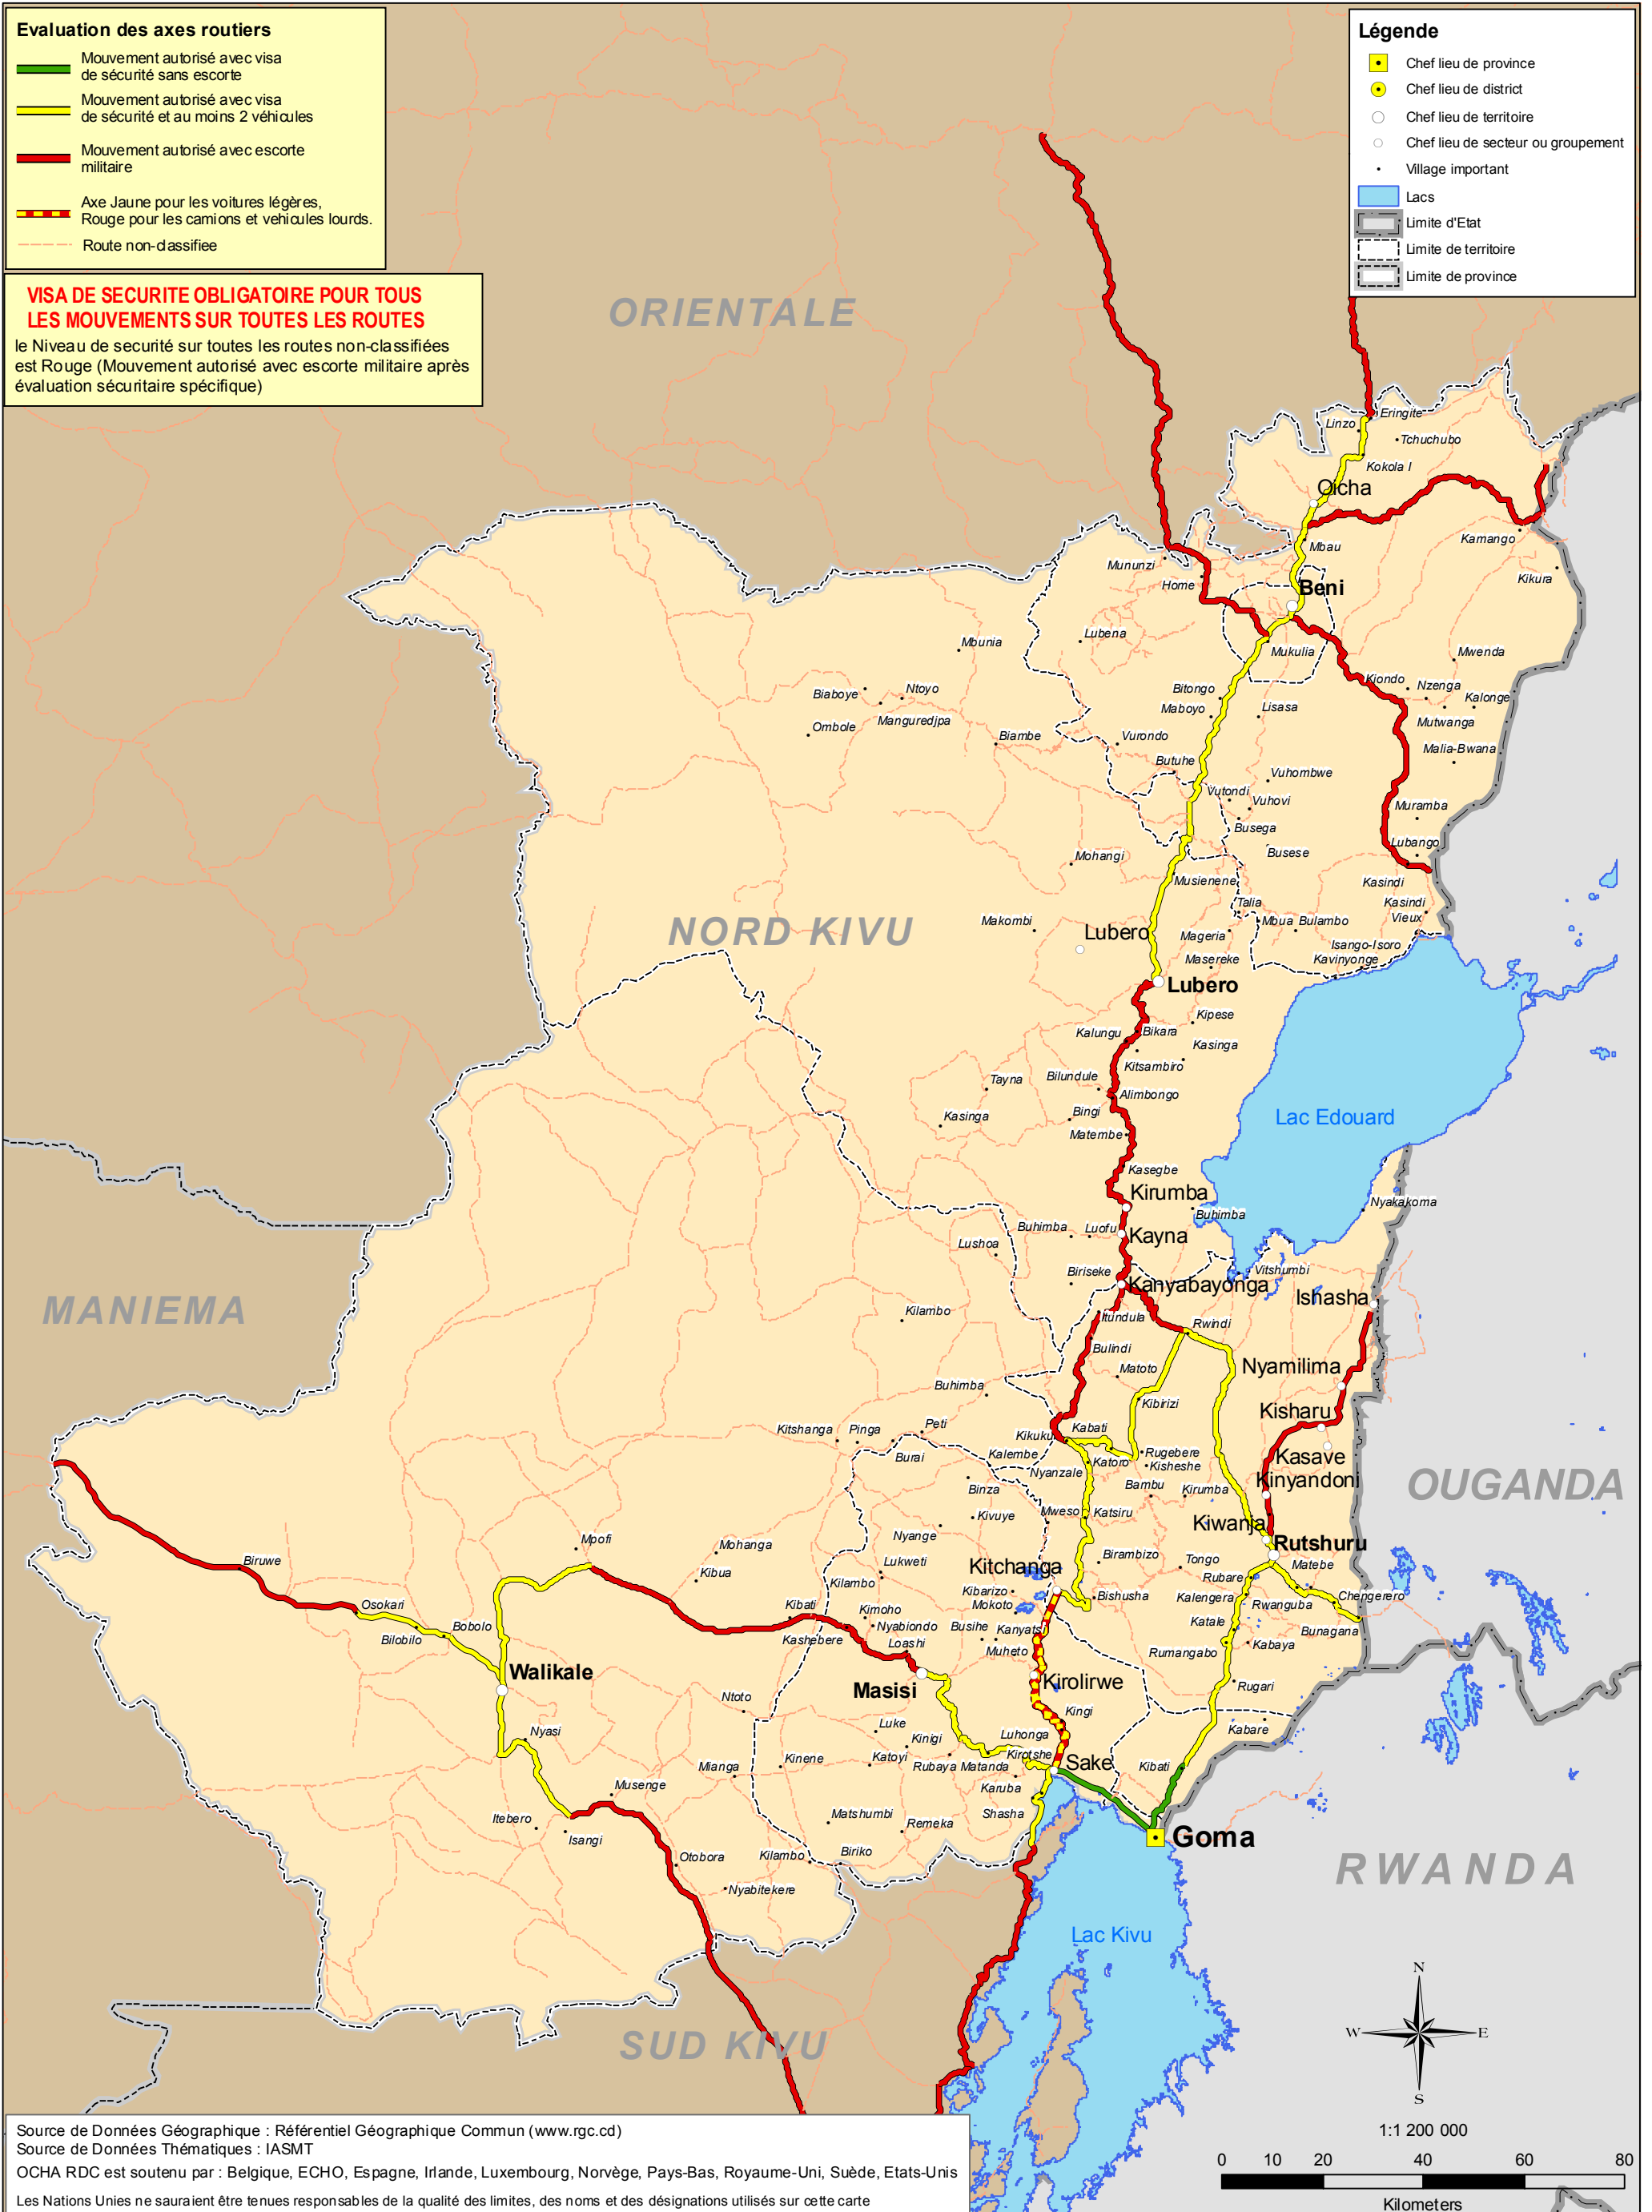 Evaluation des axes routiers
Mouvement autorisé avec visa
de sécurité sans escorte
Mouvement autorisé avec visa
de sécurité et au moins 2 véhicules
Mouvement autorisé avec escorte
militaire
Axe Jaune pour les voitures légères,
Rouge pour les camions et vehicules lourds.
Route non-classifiee
VISA DE SECURITE OBLIGATOIRE POUR TOUS
LES MOUVEMENTS SUR TOUTES LES ROUTES
le Niveau de securité sur toutes les routes non-classifiées
est Rouge (Mouvement autorisé avec escorte militaire après
évaluation sécuritaire spécifique)
Légende
Chef lieu de province
Chef lieu de district
Chef lieu de territoire
Chef lieu de secteur ou groupement
Village important
Lacs
Limite d'Etat
Limite de territoire
Limite de province
ORIENTALE
Eringite
Linzo
Tchuchubo
Kokola I
Oicha
Kamango
Mbau
Mununzi
Kikura
Home
Beni
Lubena
Mbunia
Mukulia
Mwenda
Kiondo
Nzenga
Kalonge
Biaboye
Ntoyo
Bitongo
Maboyo
Lisasa
Mutwanga
Manguredjpa
Ombole
Biambe
Vurondo
Malia-Bwana
Butuhe
Vuhombwe
Vutondi
Vuhovi
Muramba
Busega
Lubango
Busese
Mohangi
Musienene
Kasindi
Talia
Kasindi
Vieux
NORD KIVU
Makombi
Lubero
Mbua
Bulambo
Mageria
Isango-Isoro
Masereke
Kavinyonge
Lubero
Kipese
Kalungu
Bikara
Kasinga
Kitsambiro
Tayna
Bilundule
Alimbongo
Kasinga
Bingi
Lac Edouard
Matembe
Kasegbe
Kirumba
Nyakakoma
Buhimba
Buhimba
Luofu
Kayna
Lushoa
Biriseke
Vitshumbi
Kanyabayonga
Ishasha
MANIEMA
Kilambo
Itundula
Rwindi
Bulindi
Nyamilima
Matoto
Buhimba
Kibirizi
Kisharu
Kitshanga
Pinga
Peti
Kikuku
Kabati
Burai
Kalembe
Rugebere
Kasave
Katoro
Kisheshe
Nyanzale
Kinyandoni
OUGANDA
Binza
Bambu
Kirumba
Kivuye
Mweso
Katsiru
Kiwanja
Nyange
Mpofi
Mohanga
Rutshuru
Biruwe
Lukweti
Kitchanga
Birambizo
Tongo
Matebe
Kibua
Kilambo
Kibarizo
Rubare
Mokoto
Bishusha
Kalengera
Chengerero
Rwanguba
Osokari
Kibati
Kimoho
Bobolo
Nyabiondo
Busihe
Kanyatsi
Katale
Bunagana
Bilobilo
Kashebere
Loashi
Muheto
Rumangabo
Kabaya
Walikale
Masisi
Kirolirwe
Rugari
Ntoto
Kingi
Luke
Kabare
Nyasi
Kinigi
Luhonga
Kinene
Katoyi
Kirotshe
Sake
Mianga
Rubaya
Matanda
Kibati
Musenge
Karuba
Matshumbi
Shasha
Itebero
Remeka
Goma
Isangi
Otobora
Kilambo
Biriko
RWANDA
Nyabitekere
Lac Kivu
SUD KIVU
N
W
E
S
1:1 200 000
0 10 20 40 60 80
Kilometers
Source de Données Géographique : Référentiel Géographique Commun (www.rgc.cd)
Source de Données Thématiques : IASMT
OCHA RDC est soutenu par : Belgique, ECHO, Espagne, Irlande, Luxembourg, Norvège, Pays-Bas, Royaume-Uni, Suède, Etats-Unis
Les Nations Unies ne sauraient être tenues responsables de la qualité des limites, des noms et des désignations utilisés sur cette carte